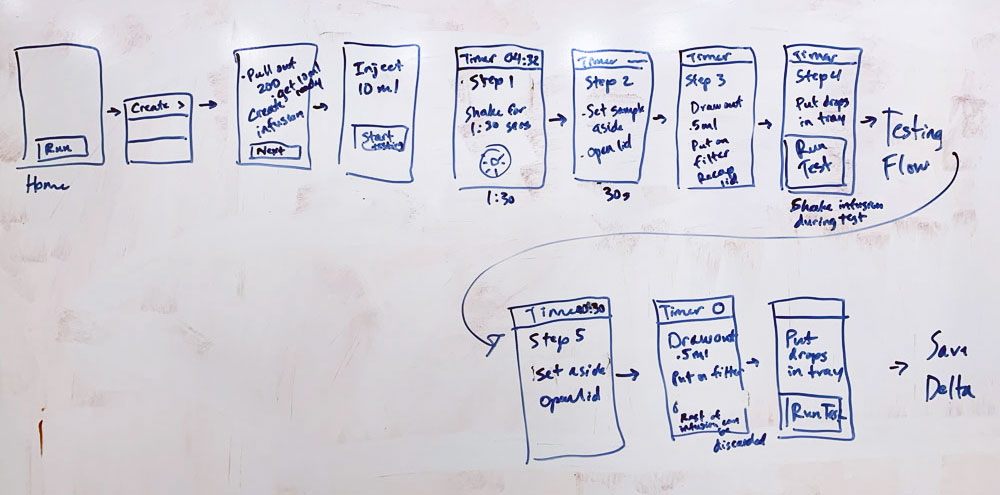 Run
Home
Create >
· Pull out
200
· get 10 ml
Create ready
infusion
Next
Inject
10 ml
Start
Timer 04:32
· Step 1
Shake for
1:30 secs
1:30
Timer
Step 2
· Set sample
aside
· Open lid
30s
Timer
Step 3
Draw out
.5ml
Put on
filter
Recap
lid
Timer
Step 4
Put drops
in tray
Run
Test
Shake infusion
during test
Testing
Flow
Timer 00:30
Step 5
Set aside
Open lid
Timer 0
Draw out
.5ml
Put on filter
Rest of
infusion can
be
discarded
Put
drops
in tray
Run Test
Save
Delta